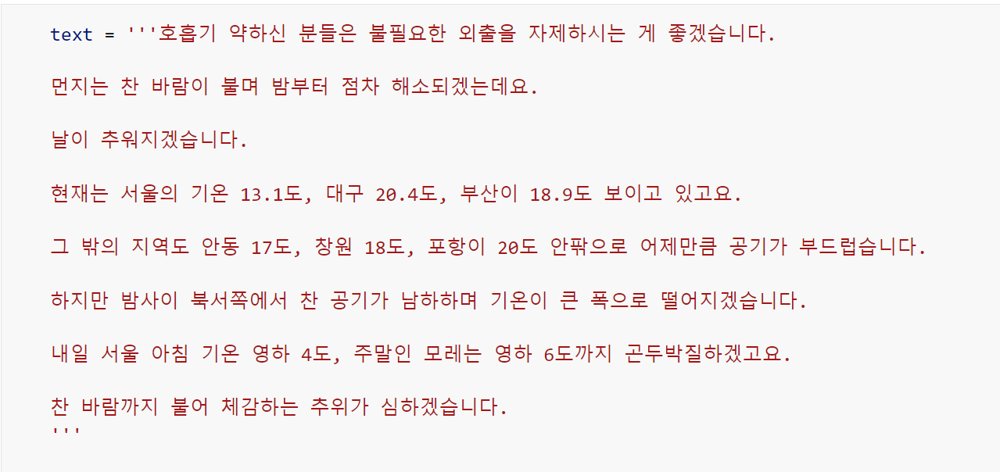 text = '''호흡기 약하신 분들은 불필요한 외출을 자제하시는 게 좋겠습니다.
먼지는 찬 바람이 불며 밤부터 점차 해소되겠는데요.
날이 추워지겠습니다.
현재는 서울의 기온 13.1도, 대구 20.4도, 부산이 18.9도 보이고 있고요.
그 밖의 지역도 안동 17도, 창원 18도, 포항이 20도 안팎으로 어제만큼 공기가 부드럽습니다.
하지만 밤사이 북서쪽에서 찬 공기가 남하하며 기온이 큰 폭으로 떨어지겠습니다.
내일 서울 아침 기온 영하 4도, 주말인 모레는 영하 6도까지 곤두박질하겠고요.
찬 바람까지 불어 체감하는 추위가 심하겠습니다.
'''